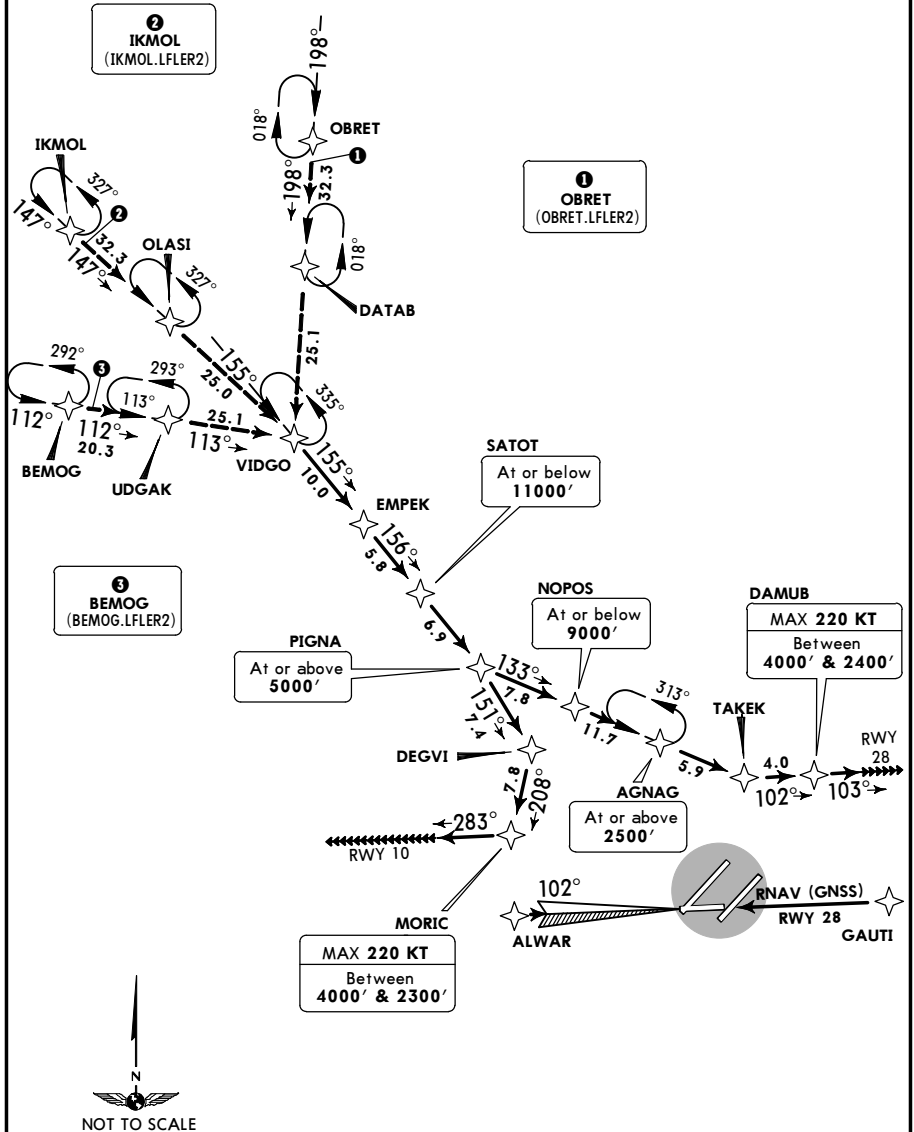 ❷
IKMOL
(IKMOL.LFLER2)
198°
018°
OBRET
❶
198°
32.3
❶
OBRET
(OBRET.LFLER2)
IKMOL
327°
147°
❷
32.3
147°
OLASI
327°
018°
DATAB
25.1
155°
25.0
292°
❸
293°
335°
112°
113°
25.1
112°
20.3
113°
BEMOG
UDGAK
VIDGO
155°
10.0
SATOT
At or below
11000′
EMPEK
156°
5.8
❸
BEMOG
(BEMOG.LFLER2)
6.9
NOPOS
At or below
9000′
DAMUB
MAX 220 KT
Between
4000′ & 2400′
PIGNA
At or above
5000′
133°
7.8
151°
7.4
313°
11.7
TAKEK
RWY
28
DEGVI
5.9
4.0
102°
103°
7.8
208°
AGNAG
At or above
2500′
283°
RWY 10
MORIC
MAX 220 KT
Between
4000′ & 2300′
102°
ALWAR
RNAV (GNSS)
RWY 28
GAUTI
N
NOT TO SCALE